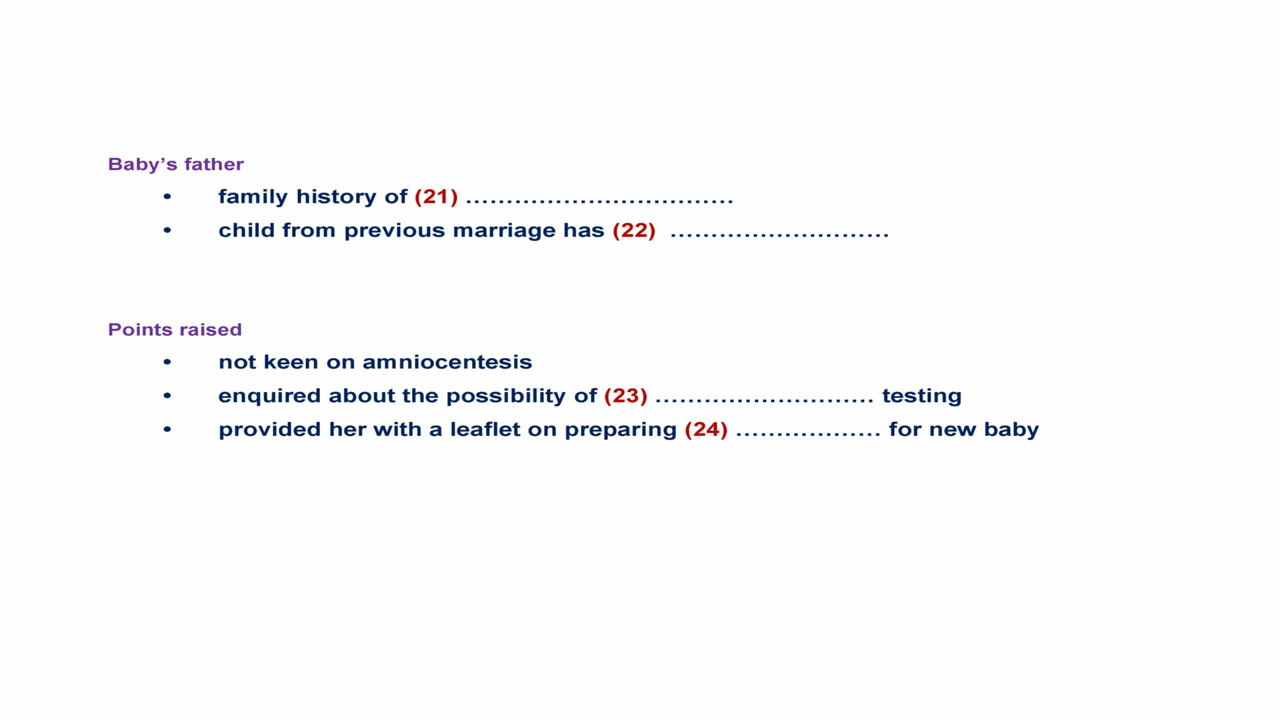 Baby’s father
• family history of (21) .................................
• child from previous marriage has (22) ...........................
Points raised
• not keen on amniocentesis
• enquired about the possibility of (23) ........................... testing
• provided her with a leaflet on preparing (24) .................. for new baby